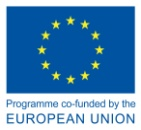 Programme co-funded by the
EUROPEAN UNION